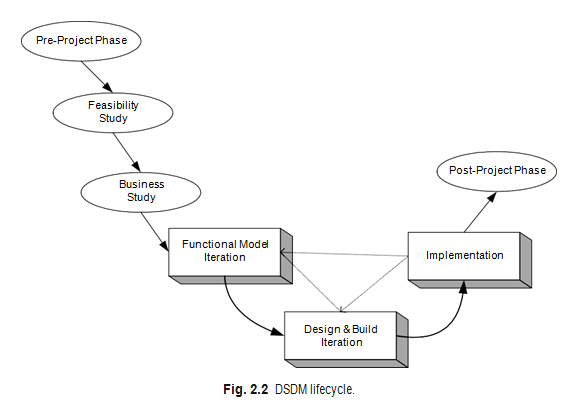 Pre-Project Phase
Feasibility
Study
Business
Study
Post-Project Phase
Functional Model
Iteration
Implementation
Design & Build
Iteration
Fig. 2.2 DSDM lifecycle.